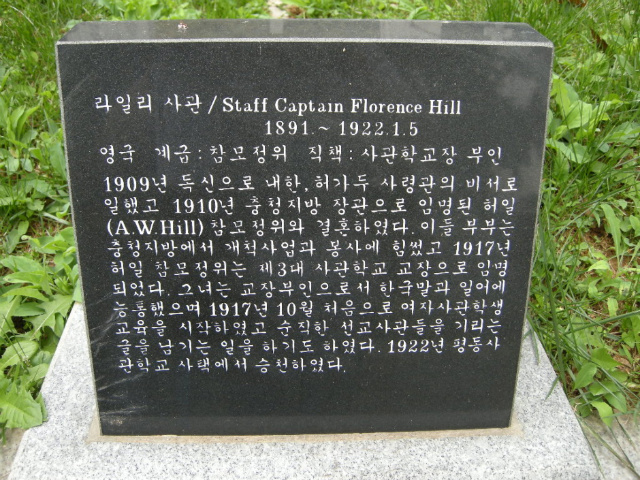 라일리 사관 / Staff Captain Florence Hill
1891. ~ 1922.1.5
영국 계급 : 참모정위 직책 : 사관학교장 부인
1909년 독신으로 내한, 허가두 사령관의 비서로
일했고 1910년 충청지방 장관으로 임명된 허일
(A.W.Hill) 참모정위와 결혼하였다. 이들 부부는
충청지방에서 개척사업과 봉사에 힘썼고 1917년
허일 참모정위는 제3대 사관학교 교장으로 임명
되었다. 그녀는 교장부인으로서 한국말과 일어에
능통했으며 1917년 10월 처음으로 여자사관학생
교육을 시작하였고 순직한 선교사관들을 기리는
글을 남기는 일을 하기도 하였다. 1922년 평동사
관학교 사택에서 승천하였다.